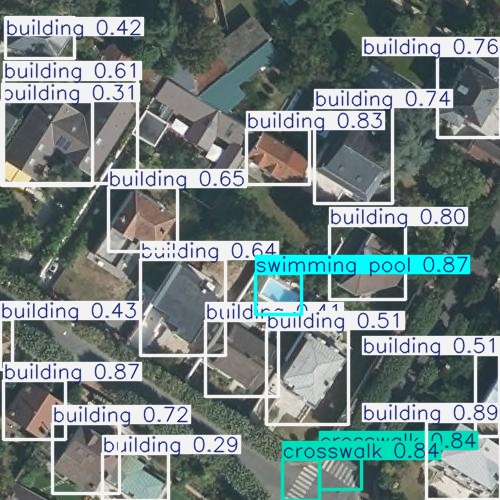 building 0.42
building 0.76
building 0.61
building 0.31
building 0.74
building 0.83
building 0.65
building 0.80
building 0.64
swimming pool 0.87
building 0.43
building 0.41
building 0.51
building 0.51
building 0.87
building 0.72
building 0.89
building 0.29
crosswalk 0.84
crosswalk 0.84